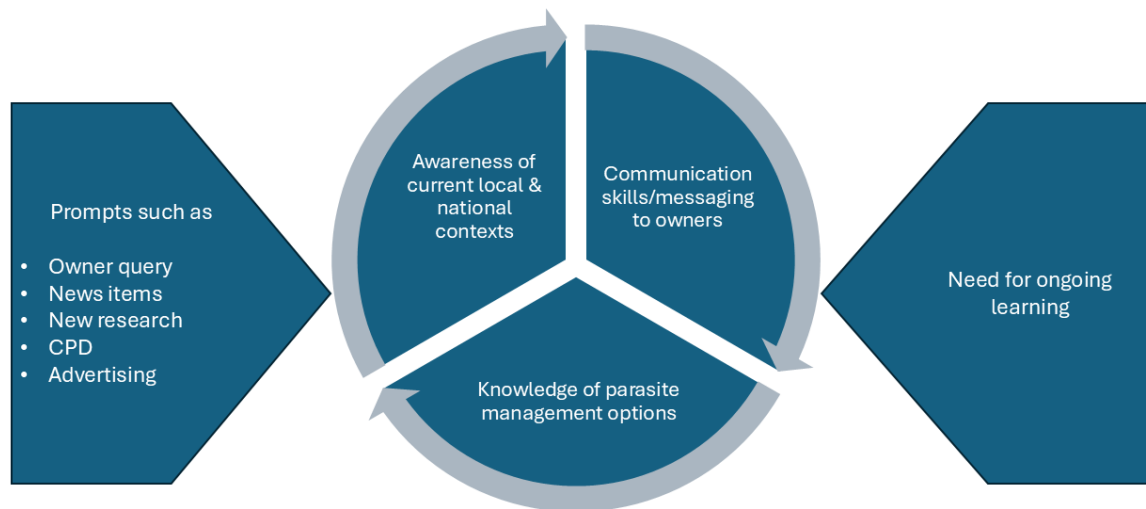 Prompts such as
• Owner query
• News items
• New research
• CPD
• Advertising
Awareness of
current local &
national
contexts
Communication
skills/messaging
to owners
Knowledge of parasite
management options
Need for ongoing
learning